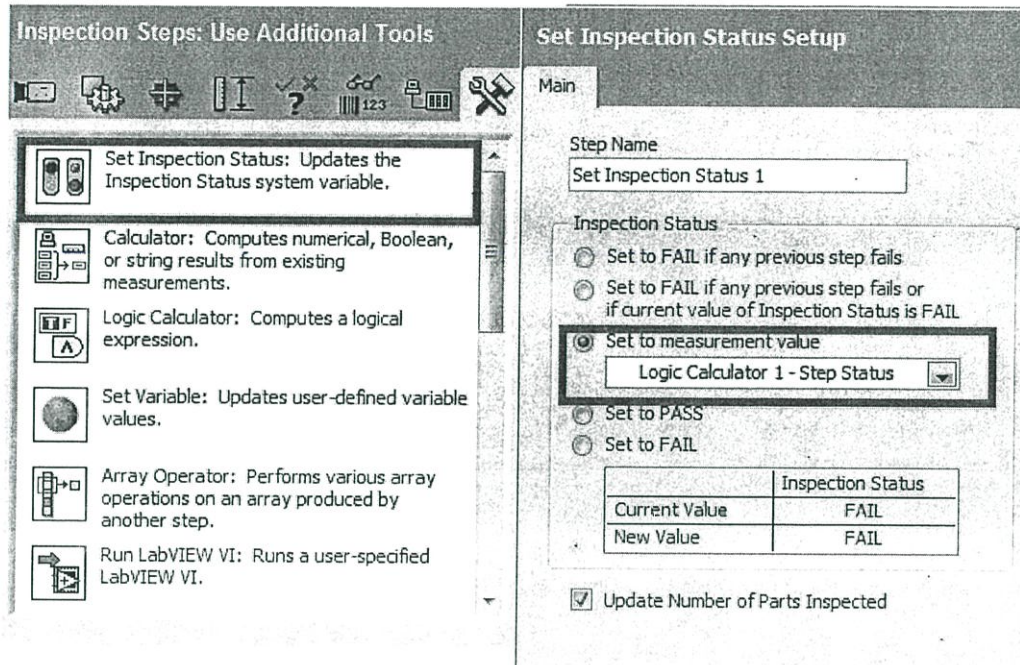 Inspection Steps: Use Additional Tools
123
Set Inspection Status: Updates the
Inspection Status system variable.
Calculator: Computes numerical, Boolean,
or string results from existing
measurements.
T F
Logic Calculator: Computes a logical
expression.
Set Variable: Updates user-defined variable
values.
Array Operator: Performs various array
operations on an array produced by
another step.
Run LabVIEW VI: Runs a user-specified
LabVIEW VI.
Set Inspection Status Setup
Main
Step Name
Set Inspection Status 1
Inspection Status
Set to FAIL if any previous step fails
Set to FAIL if any previous step fails or
if current value of Inspection Status is FAIL
Set to measurement value
Logic Calculator 1 - Step Status
Set to PASS
Set to FAIL
Inspection Status
Current Value FAIL
New Value FAIL
Update Number of Parts Inspected